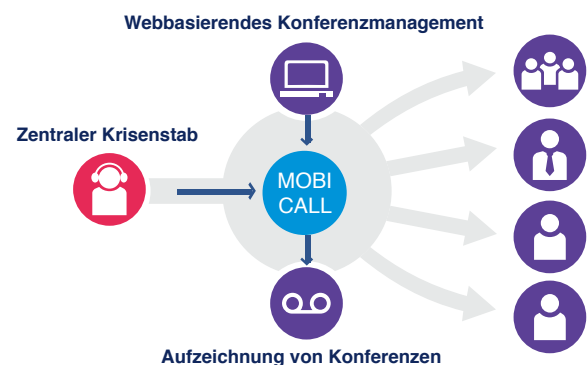 Webbasierendes Konferenzmanagement
Zentraler Krisenstab
MOBI
CALL
Aufzeichnung von Konferenzen